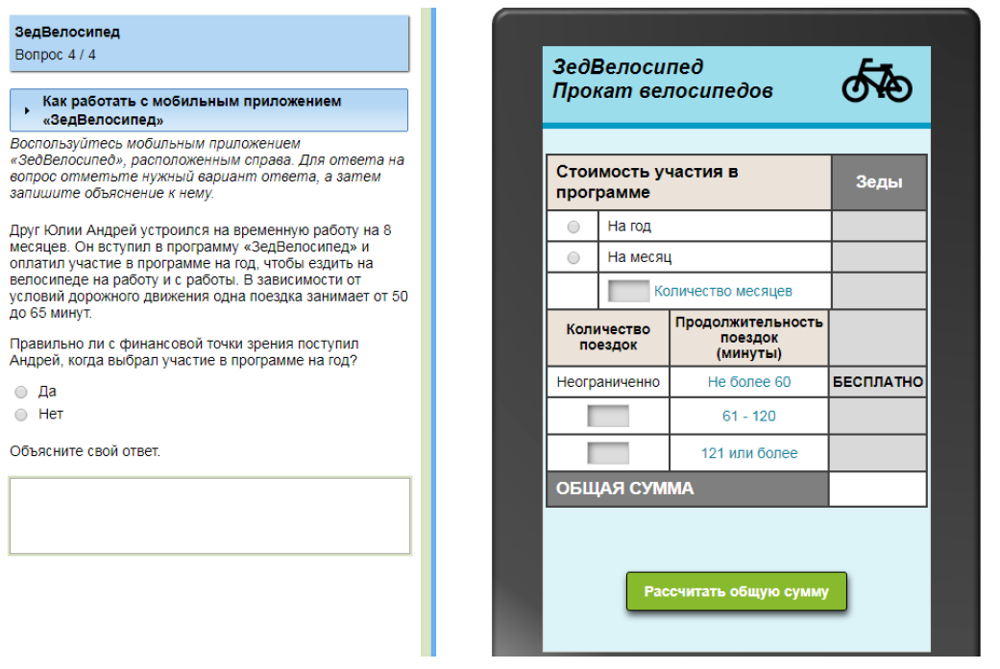 ЗедВелосипед
Вопрос 4 / 4
Как работать с мобильным приложением
«ЗедВелосипед»
Воспользуйтесь мобильным приложением
«ЗедВелосипед», расположенным справа. Для ответа на
вопрос отметьте нужный вариант ответа, а затем
запишите объяснение к нему.
Друг Юлии Андрей устроился на временную работу на 8
месяцев. Он вступил в программу «ЗедВелосипед» и
оплатил участие в программе на год, чтобы ездить на
велосипеде на работу и с работы. В зависимости от
условий дорожного движения одна поездка занимает от 50
до 65 минут.
Правильно ли с финансовой точки зрения поступил
Андрей, когда выбрал участие в программе на год?
Да
Нет
Объясните свой ответ.
ЗедВелосипед
Прокат велосипедов
Стоимость участия в
программе
Зеды
На год
На месяц
Количество месяцев
Количество
поездок
Продолжительность
поездок
(минуты)
Неограниченно
Не более 60
БЕСПЛАТНО
61 - 120
121 или более
ОБЩАЯ СУММА
Рассчитать общую сумму